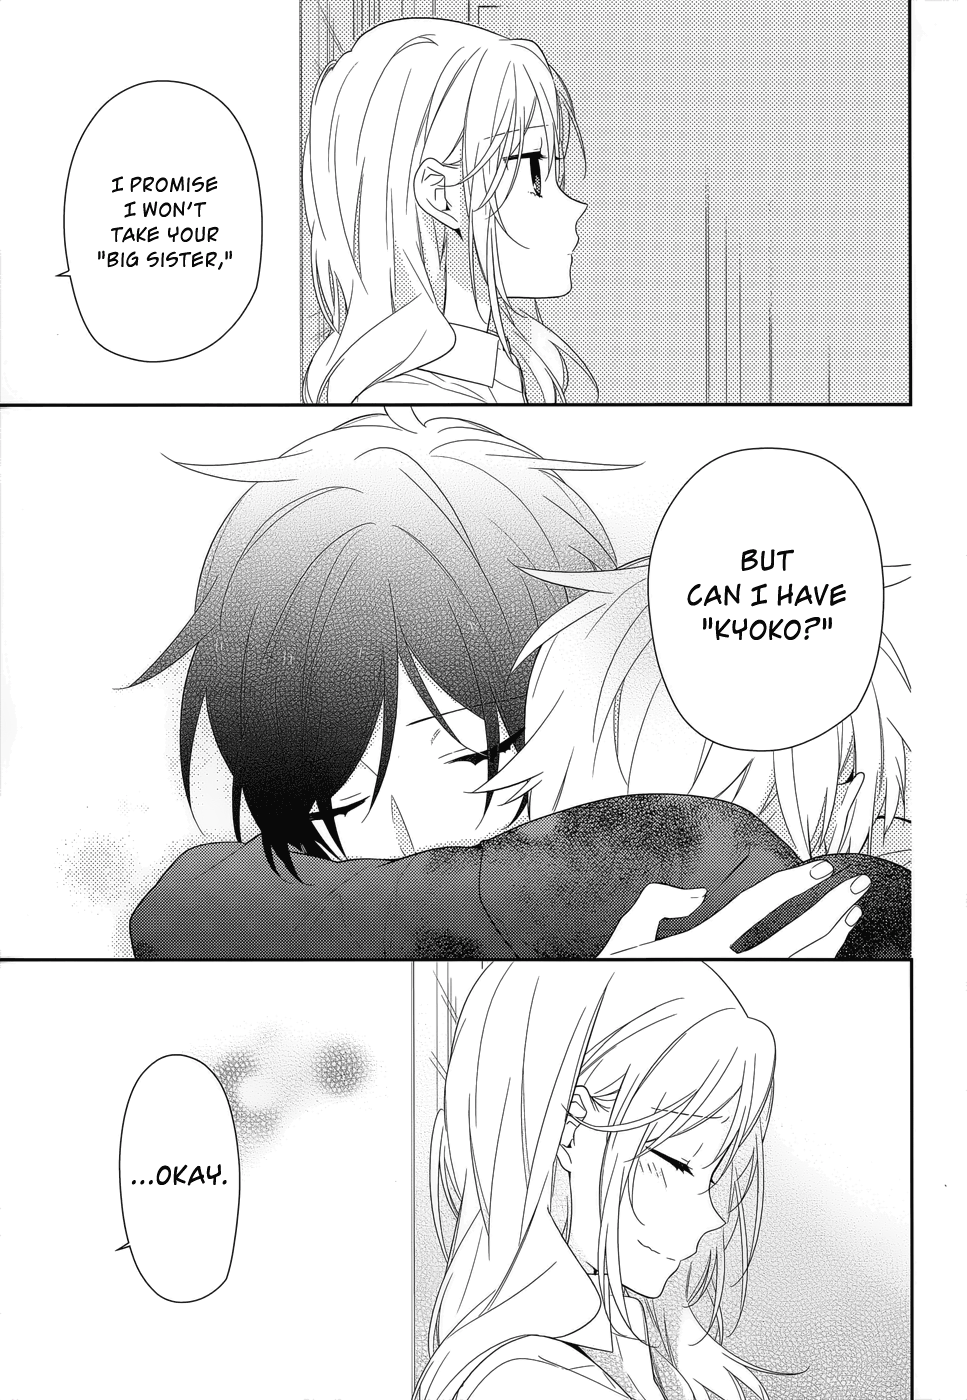 I PROMISE
I WON'T
TAKE YOUR
"BIG SISTER,"
BUT
CAN I HAVE
"KYOKO?"
...OKAY.